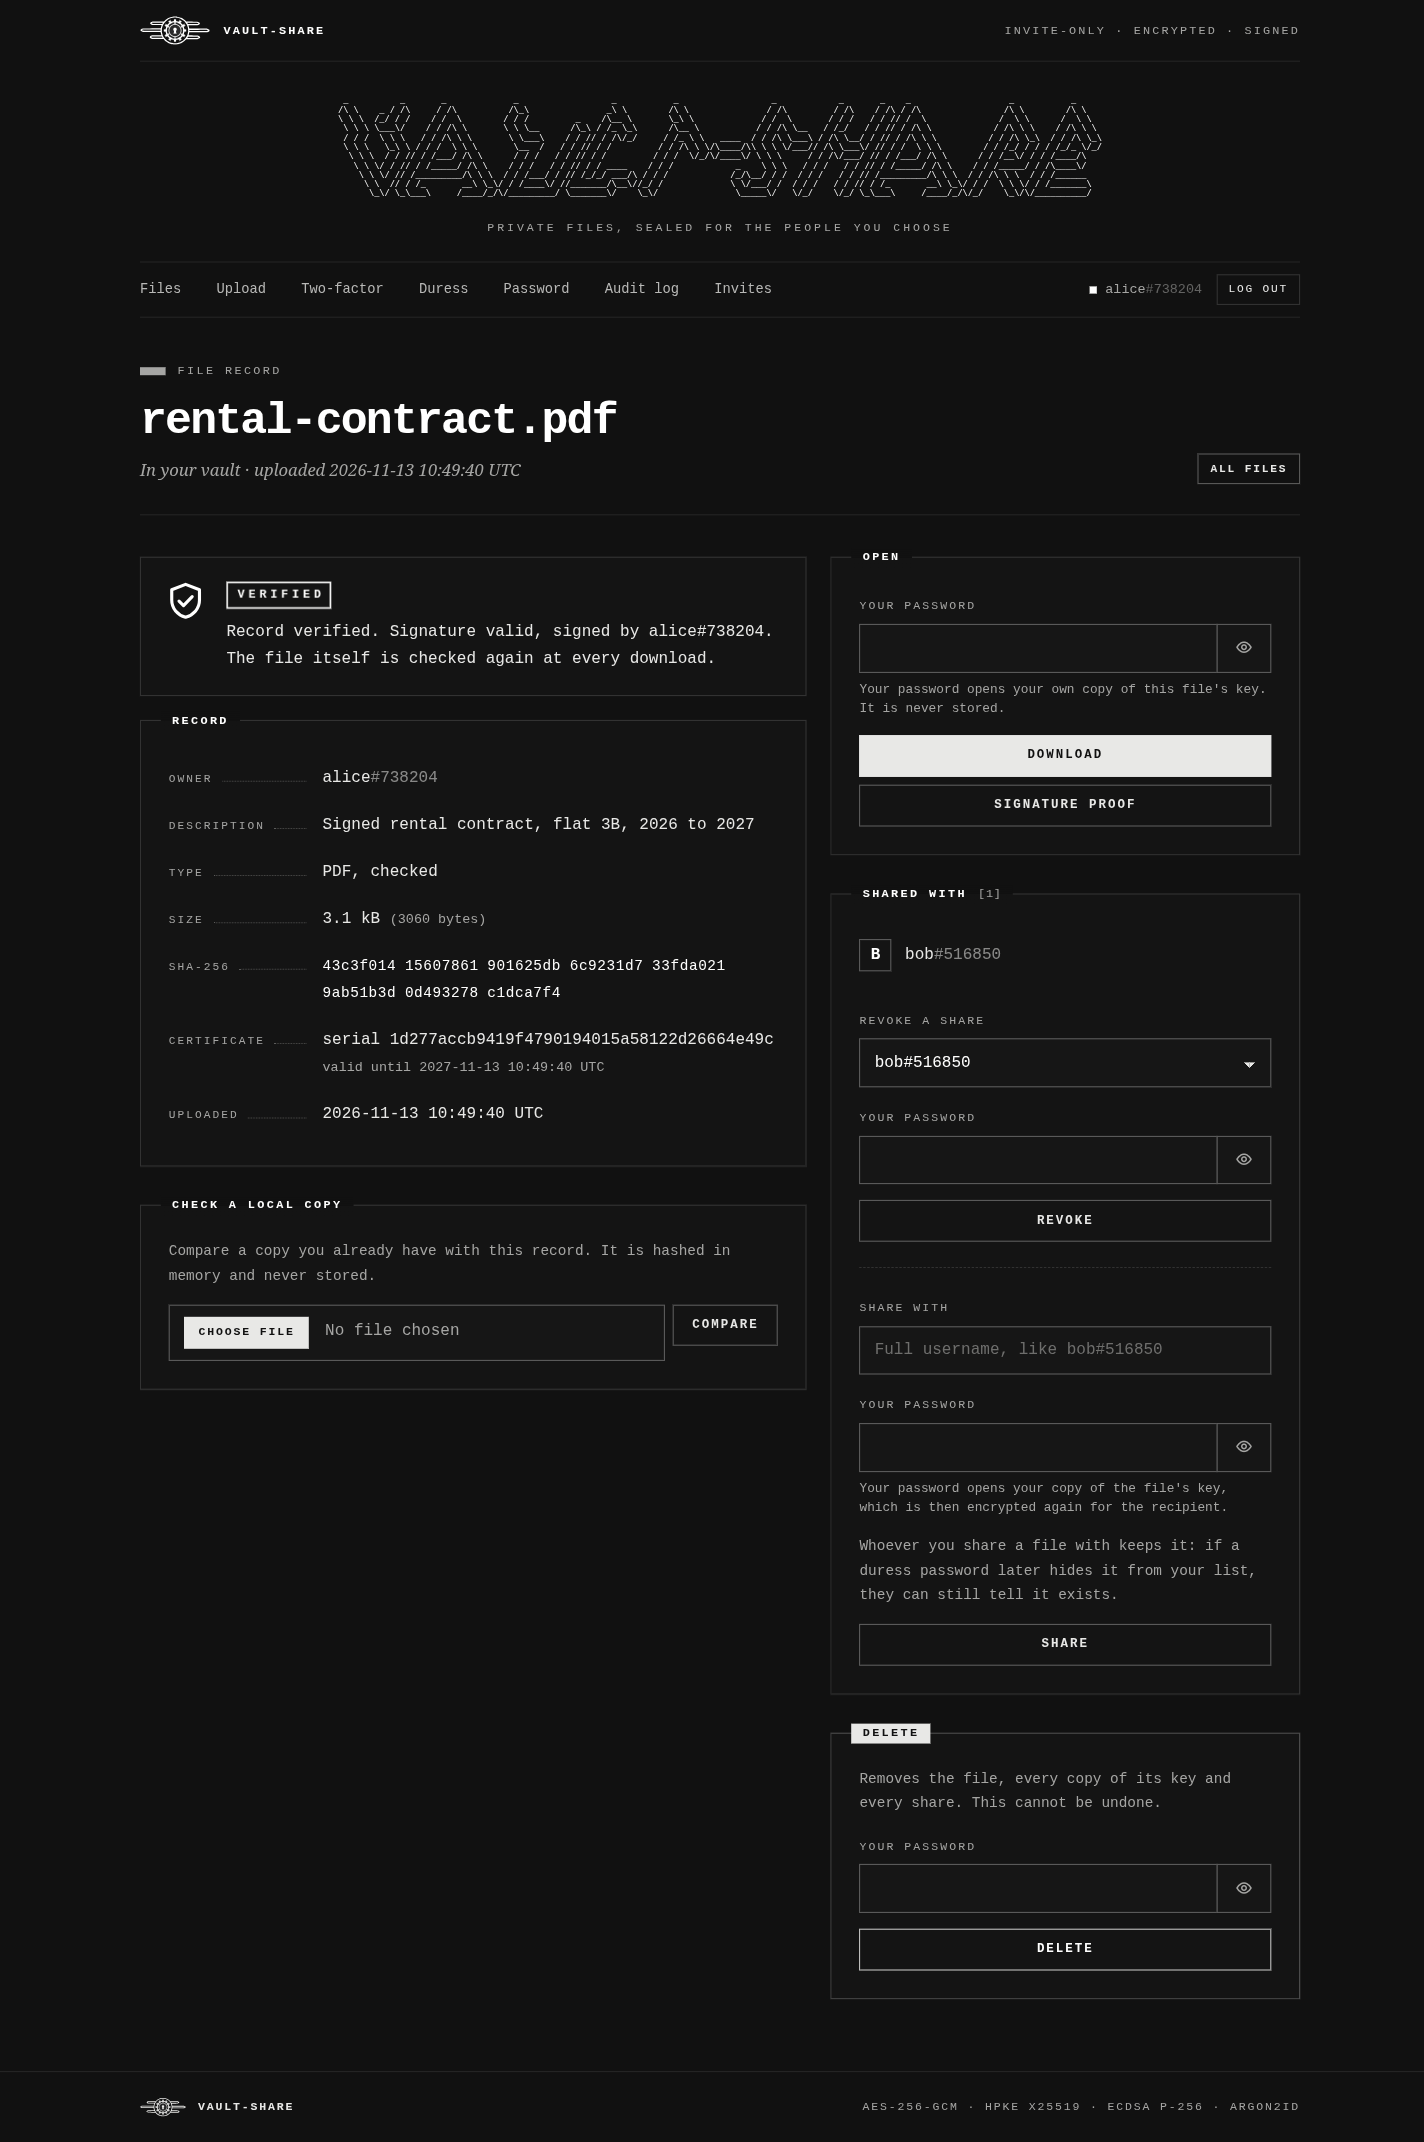 VAULT-SHARE
INVITE-ONLY · ENCRYPTED · SIGNED
PRIVATE FILES, SEALED FOR THE PEOPLE YOU CHOOSE
Files Upload Two-factor Duress Password Audit log Invites
alice#738204 LOG OUT
FILE RECORD
rental-contract.pdf
In your vault · uploaded 2026-11-13 10:49:40 UTC
ALL FILES
VERIFIED
Record verified. Signature valid, signed by alice#738204.
The file itself is checked again at every download.
RECORD
OWNER alice#738204
DESCRIPTION Signed rental contract, flat 3B, 2026 to 2027
TYPE PDF, checked
SIZE 3.1 kB (3060 bytes)
SHA-256 43c3f014 15607861 901625db 6c9231d7 33fda021
9ab51b3d 0d493278 c1dca7f4
CERTIFICATE serial 1d277accb9419f4790194015a58122d26664e49c
valid until 2027-11-13 10:49:40 UTC
UPLOADED 2026-11-13 10:49:40 UTC
CHECK A LOCAL COPY
Compare a copy you already have with this record. It is hashed in
memory and never stored.
CHOOSE FILE No file chosen COMPARE
OPEN
YOUR PASSWORD
Your password opens your own copy of this file's key.
It is never stored.
DOWNLOAD
SIGNATURE PROOF
SHARED WITH [1]
B bob#516850
REVOKE A SHARE
bob#516850
YOUR PASSWORD
REVOKE
SHARE WITH
Full username, like bob#516850
YOUR PASSWORD
Your password opens your copy of the file's key,
which is then encrypted again for the recipient.
Whoever you share a file with keeps it: if a
duress password later hides it from your list,
they can still tell it exists.
SHARE
DELETE
Removes the file, every copy of its key and
every share. This cannot be undone.
YOUR PASSWORD
DELETE
VAULT-SHARE
AES-256-GCM · HPKE X25519 · ECDSA P-256 · ARGON2ID